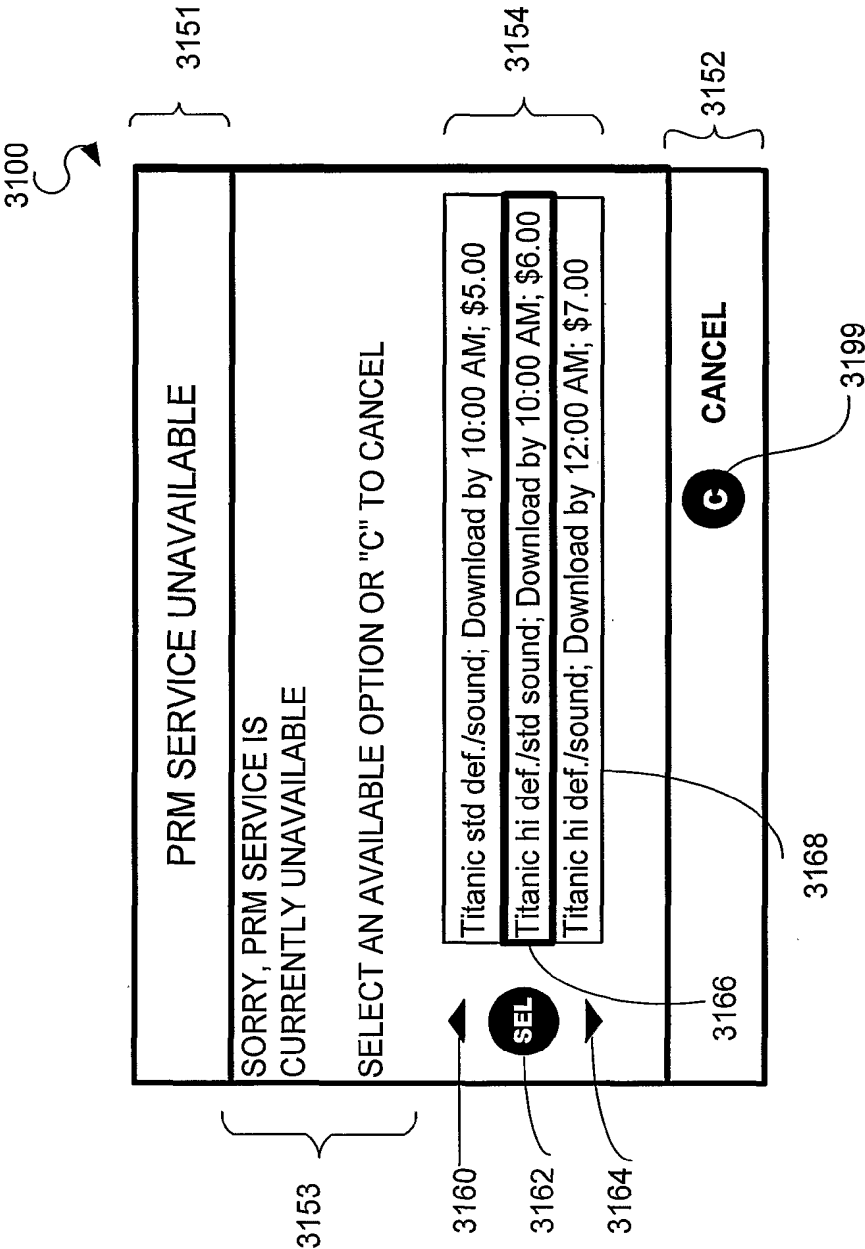 3100
PRM SERVICE UNAVAILABLE
3151
SORRY, PRM SERVICE IS
CURRENTLY UNAVAILABLE
3153
SELECT AN AVAILABLE OPTION OR "C" TO CANCEL
3160
SEL
3162
3164
Titanic std def./sound; Download by 10:00 AM; $5.00
Titanic hi def./std sound; Download by 10:00 AM; $6.00
Titanic hi def./sound; Download by 12:00 AM; $7.00
3154
3166
3168
C CANCEL
3152
3199